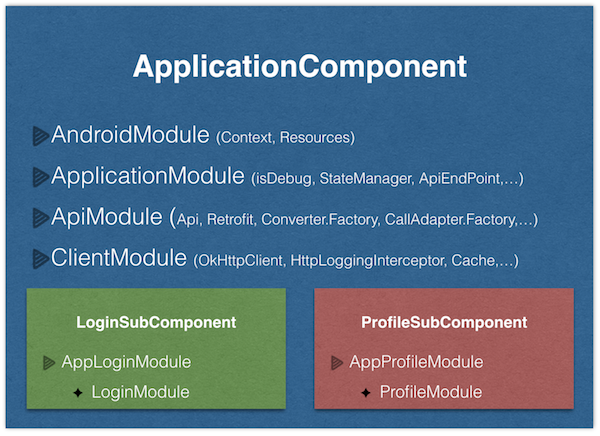 ApplicationComponent
AndroidModule (Context, Resources)
ApplicationModule (isDebug, StateManager, ApiEndPoint,...)
ApiModule (Api, Retrofit, Converter.Factory, CallAdapter.Factory,...)
ClientModule (OkHttpClient, HttpLoggingInterceptor, Cache,...)
LoginSubComponent
AppLoginModule
LoginModule
ProfileSubComponent
AppProfileModule
ProfileModule